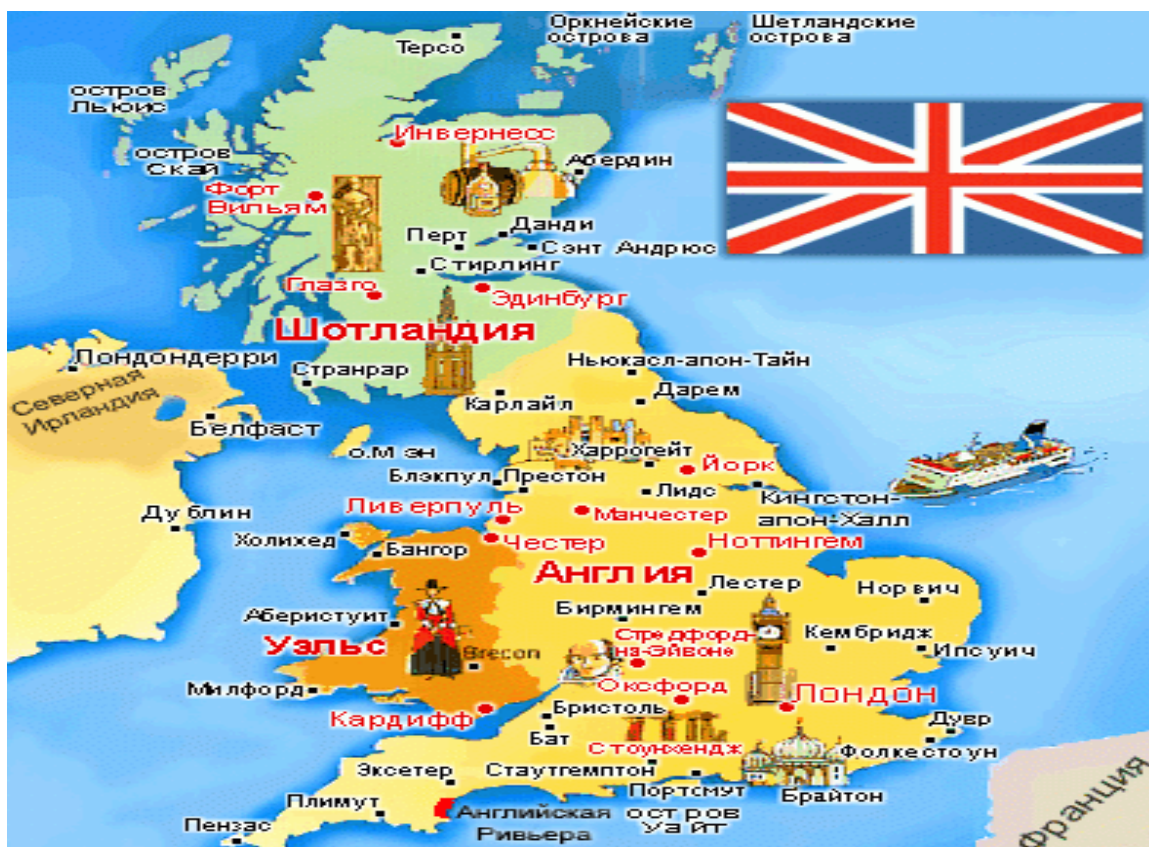 Оркнейские
острова
Шетландские
острова
Терсо
остров
Льюис
Инвернесс
остров
Скай
Абердин
Форт
Вильям
Данди
Перт
Сэнт Андрюс
Стирлинг
Глазго
Эдинбург
Шотландия
Лондондерри
Ньюкасл-апон-Тайн
Странрар
Дарем
Северная
Ирландия
Карлайл
Белфаст
о.Мэн
Харрогейт
Йорк
Блэкпул
Престон
Лидс
Кингстон-
апон-Халл
Ливерпуль
Манчестер
Дублин
Холихед
Честер
Ноттингем
Бангор
Англия
Лестер
Норвич
Аберистуит
Бирмингем
Стредфорд-
на-Эйвоне
Кембридж
Уэльс
Brecon
Ипсуич
Милфорд
Оксфорд
Лондон
Кардифф
Бристоль
Дувр
Бат
Стоунхендж
Фолкестоун
Эксетер
Стаутгемптон
Портсмут
Брайтон
Плимут
Английская
Ривьера
остров
Уайт
Пензас
Франция